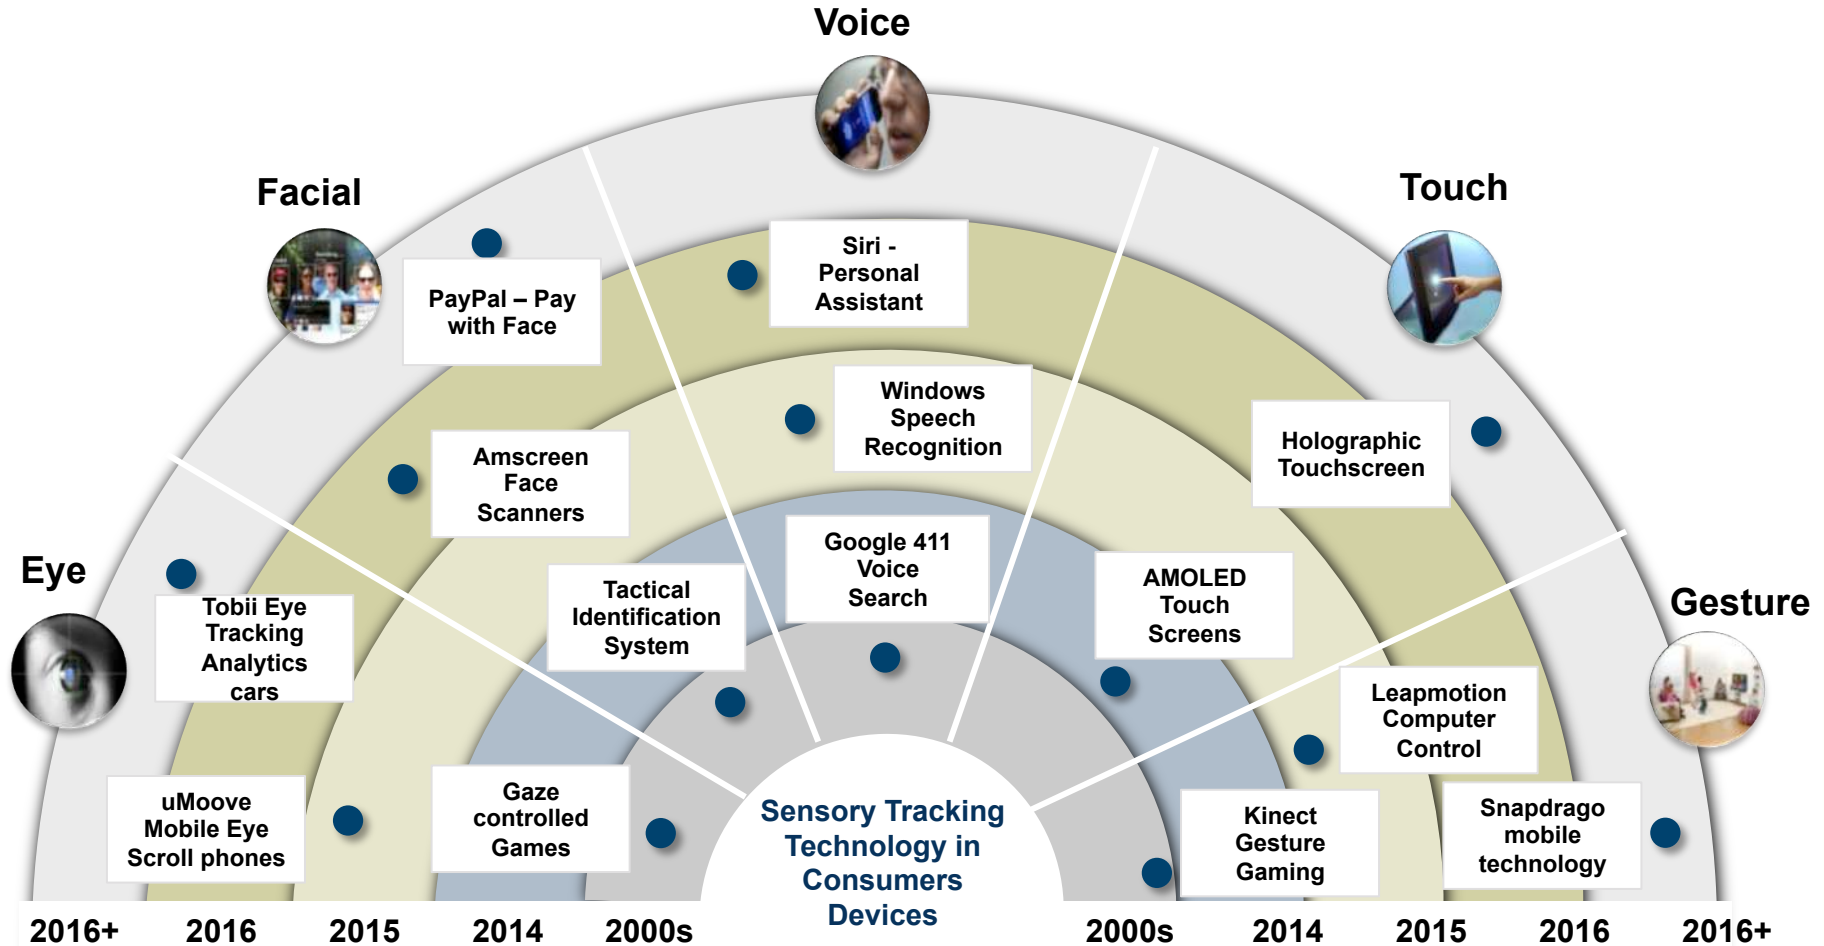 Voice
Facial
Touch
Eye
Gesture
PayPal – Pay
with Face
Siri -
Personal
Assistant
Windows
Speech
Recognition
Holographic
Touchscreen
Amscreen
Face
Scanners
Google 411
Voice
Search
Tactical
Identification
System
AMOLED
Touch
Screens
Tobii Eye
Tracking
Analytics
cars
Leapmotion
Computer
Control
uMoove
Mobile Eye
Scroll phones
Gaze
controlled
Games
Kinect
Gesture
Gaming
Snapdrago
mobile
technology
Sensory Tracking
Technology in
Consumers
Devices
2016+ 2016 2015 2014 2000s 2000s 2014 2015 2016 2016+